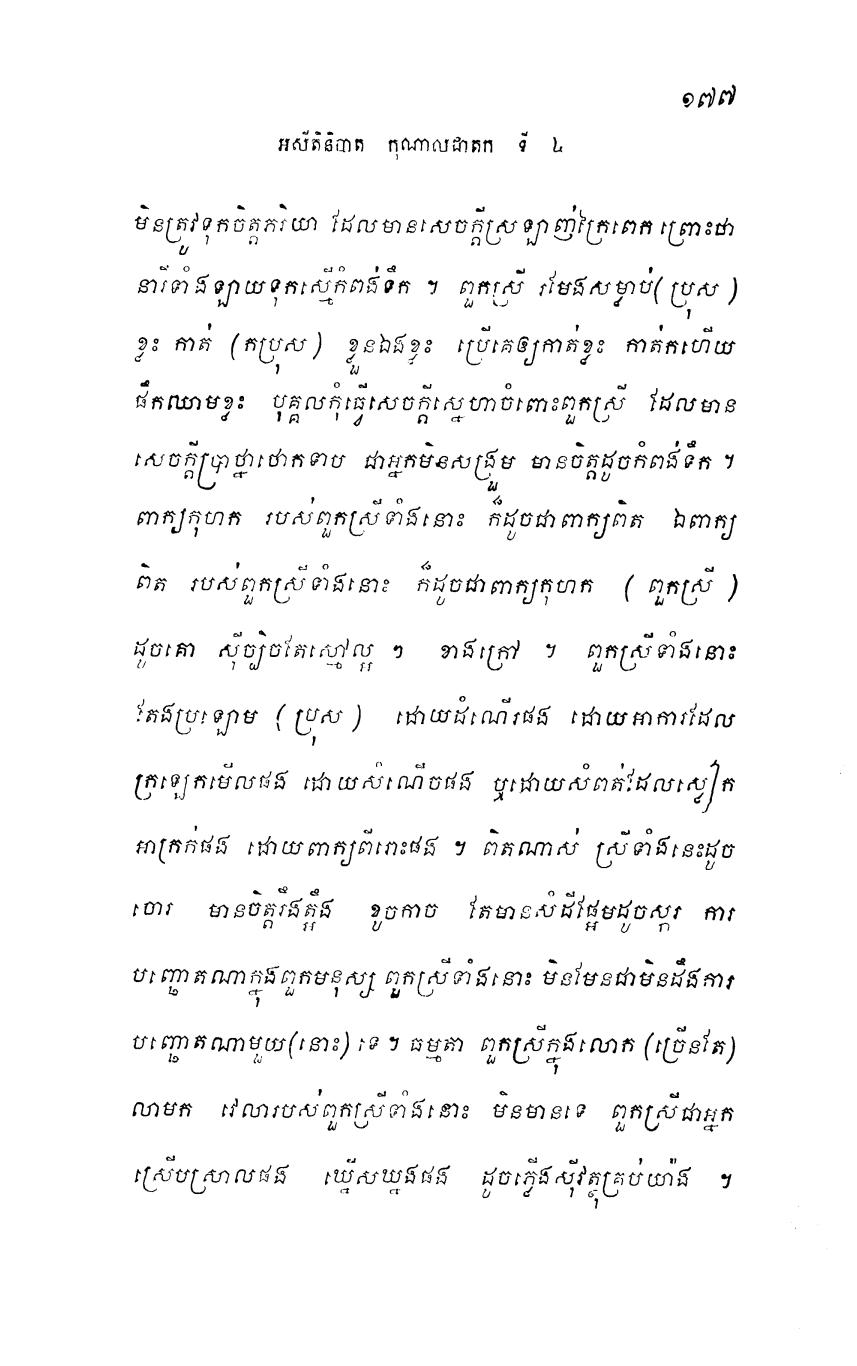 ១៧៧
អសីតិនិបាត កុណាលជាតក ទី ៤
មិនត្រូវទុកចិត្តភរិយា ដែលមានសេចក្តីស្រឡាញ់ក្រៃពេក ព្រោះថា
នារីទាំងឡាយទុកស្មើកំពង់ទឹក ។ ពួកស្រី រមែងសម្លាប់ (ប្រុស)
ខ្លះ កាត់ (កប្រុស) ខ្លួនឯងខ្លះ ប្រើគេឲ្យកាត់ខ្លះ កាត់កហើយ
ផឹកឈាមខ្លះ បុគ្គលកុំធ្វើសេចក្តីស្នេហាចំពោះពួកស្រី ដែលមាន
សេចក្តីប្រាថ្នាថោកទាប ជាអ្នកមិនសង្រួម មានចិត្តដូចកំពង់ទឹក ។
ពាក្យកុហក របស់ពួកស្រីទាំងនោះ ក៏ដូចជាពាក្យពិត ឯពាក្យ
ពិត របស់ពួកស្រីទាំងនោះ ក៏ដូចជាពាក្យកុហក (ពួកស្រី)
ដូចគោ ស៊ីច្បិចតែស្មៅល្អ ៗ ខាងក្រៅ ។ ពួកស្រីទាំងនោះ
តែងប្រឡោម (ប្រុស) ដោយដំណើរផង ដោយអាការដែល
ក្រឡេកមើលផង ដោយសំណើចផង ឬដោយសំពត់ដែលស្លៀក
អាក្រក់ផង ដោយពាក្យពីរោះផង ។ ពិតណាស់ ស្រីទាំងនេះដូច
ចោរ មានចិត្តរឹងត្អឹង ខូចកាច តែមានសំដីផ្អែមដូចស្ករ ការ
បញ្ឆោតណាក្នុងពួកមនុស្ស ពួកស្រីទាំងនោះ មិនមែនជាមិនដឹងការ
បញ្ឆោតណាមួយ(នោះ) ទេ ។ ធម្មតា ពួកស្រីក្នុងលោក (ច្រើនតែ)
លាមក វេលារបស់ពួកស្រីទាំងនោះ មិនមានទេ ពួកស្រីជាអ្នក
ស្រើបស្រាលផង ឃ្នើសឃ្នងផង ដូចភ្លើងស៊ីវត្ថុគ្រប់យ៉ាង ។